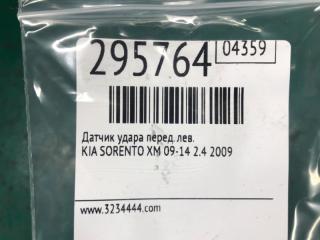 295764 04359
Датчик удара перед. лев.
KIA SORENTO XM 09-14 2.4 2009
www.3234444.com